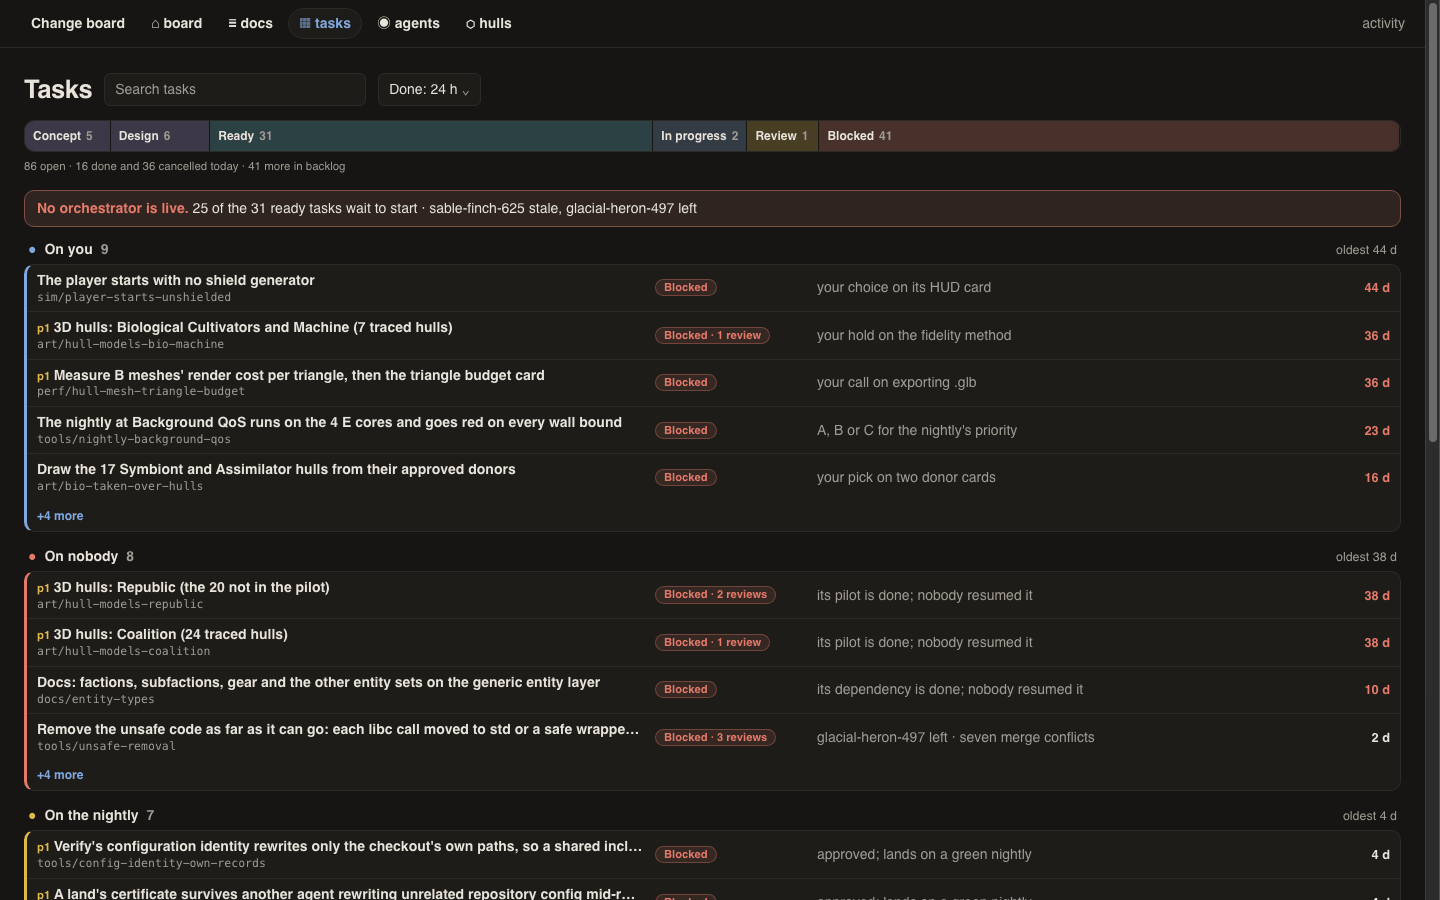 Change board
board
docs
tasks
agents
hulls
activity
Tasks
Search tasks
Done: 24 h
Concept 5
Design 6
Ready 31
In progress 2
Review 1
Blocked 41
86 open · 16 done and 36 cancelled today · 41 more in backlog
No orchestrator is live. 25 of the 31 ready tasks wait to start · sable-finch-625 stale, glacial-heron-497 left
On you 9
oldest 44 d
The player starts with no shield generator
sim/player-starts-unshielded
Blocked
your choice on its HUD card
44 d
p1 3D hulls: Biological Cultivators and Machine (7 traced hulls)
art/hull-models-bio-machine
Blocked · 1 review
your hold on the fidelity method
36 d
p1 Measure B meshes' render cost per triangle, then the triangle budget card
perf/hull-mesh-triangle-budget
Blocked
your call on exporting .glb
36 d
The nightly at Background QoS runs on the 4 E cores and goes red on every wall bound
tools/nightly-background-qos
Blocked
A, B or C for the nightly's priority
23 d
Draw the 17 Symbiont and Assimilator hulls from their approved donors
art/bio-taken-over-hulls
Blocked
your pick on two donor cards
16 d
+4 more
On nobody 8
oldest 38 d
p1 3D hulls: Republic (the 20 not in the pilot)
art/hull-models-republic
Blocked · 2 reviews
its pilot is done; nobody resumed it
38 d
p1 3D hulls: Coalition (24 traced hulls)
art/hull-models-coalition
Blocked · 1 review
its pilot is done; nobody resumed it
38 d
Docs: factions, subfactions, gear and the other entity sets on the generic entity layer
docs/entity-types
Blocked
its dependency is done; nobody resumed it
10 d
Remove the unsafe code as far as it can go: each libc call moved to std or a safe wrappe...
tools/unsafe-removal
Blocked · 3 reviews
glacial-heron-497 left · seven merge conflicts
2 d
+4 more
On the nightly 7
oldest 4 d
p1 Verify's configuration identity rewrites only the checkout's own paths, so a shared incl...
tools/config-identity-own-records
Blocked
approved; lands on a green nightly
4 d
p1 A land's certificate survives another agent rewriting unrelated repository config mid-r...